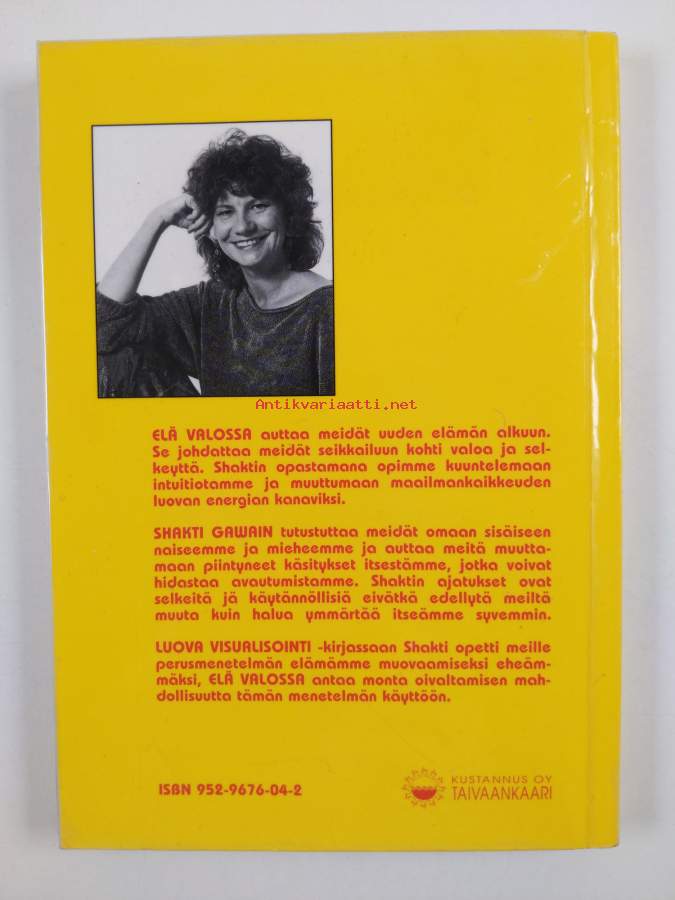 Antikvariaatti.net
ELÄ VALOSSA auttaa meidät uuden elämän alkuun.
Se johdattaa meidät seikkailuun kohti valoa ja sel-
keyttä. Shaktin opastamana opimme kuuntelemaan
intuitiotamme ja muuttumaan maailmankaikkeuden
luovan energian kanaviksi.
SHAKTI GAWAIN tutustuttaa meidät omaan sisäiseen
naiseemme ja mieheemme ja auttaa meitä muutta-
maan piintyneet käsitykset itsestämme, jotka voivat
hidastaa avautumistamme. Shaktin ajatukset ovat
selkeitä jä käytännöllisiä eivätkä edellytä meiltä
muuta kuin halua ymmärtää itseämme syvemmin.
LUOVA VISUALISOINTI -kirjassaan Shakti opetti meille
perusmenetelmän elämämme muovaamiseksi eheäm-
mäksi, ELÄ VALOSSA antaa monta oivaltamisen mah-
dollisuutta tämän menetelmän käyttöön.
ISBN 952-9676-04-2
KUSTANNUS OY
TAIVAANKAARI